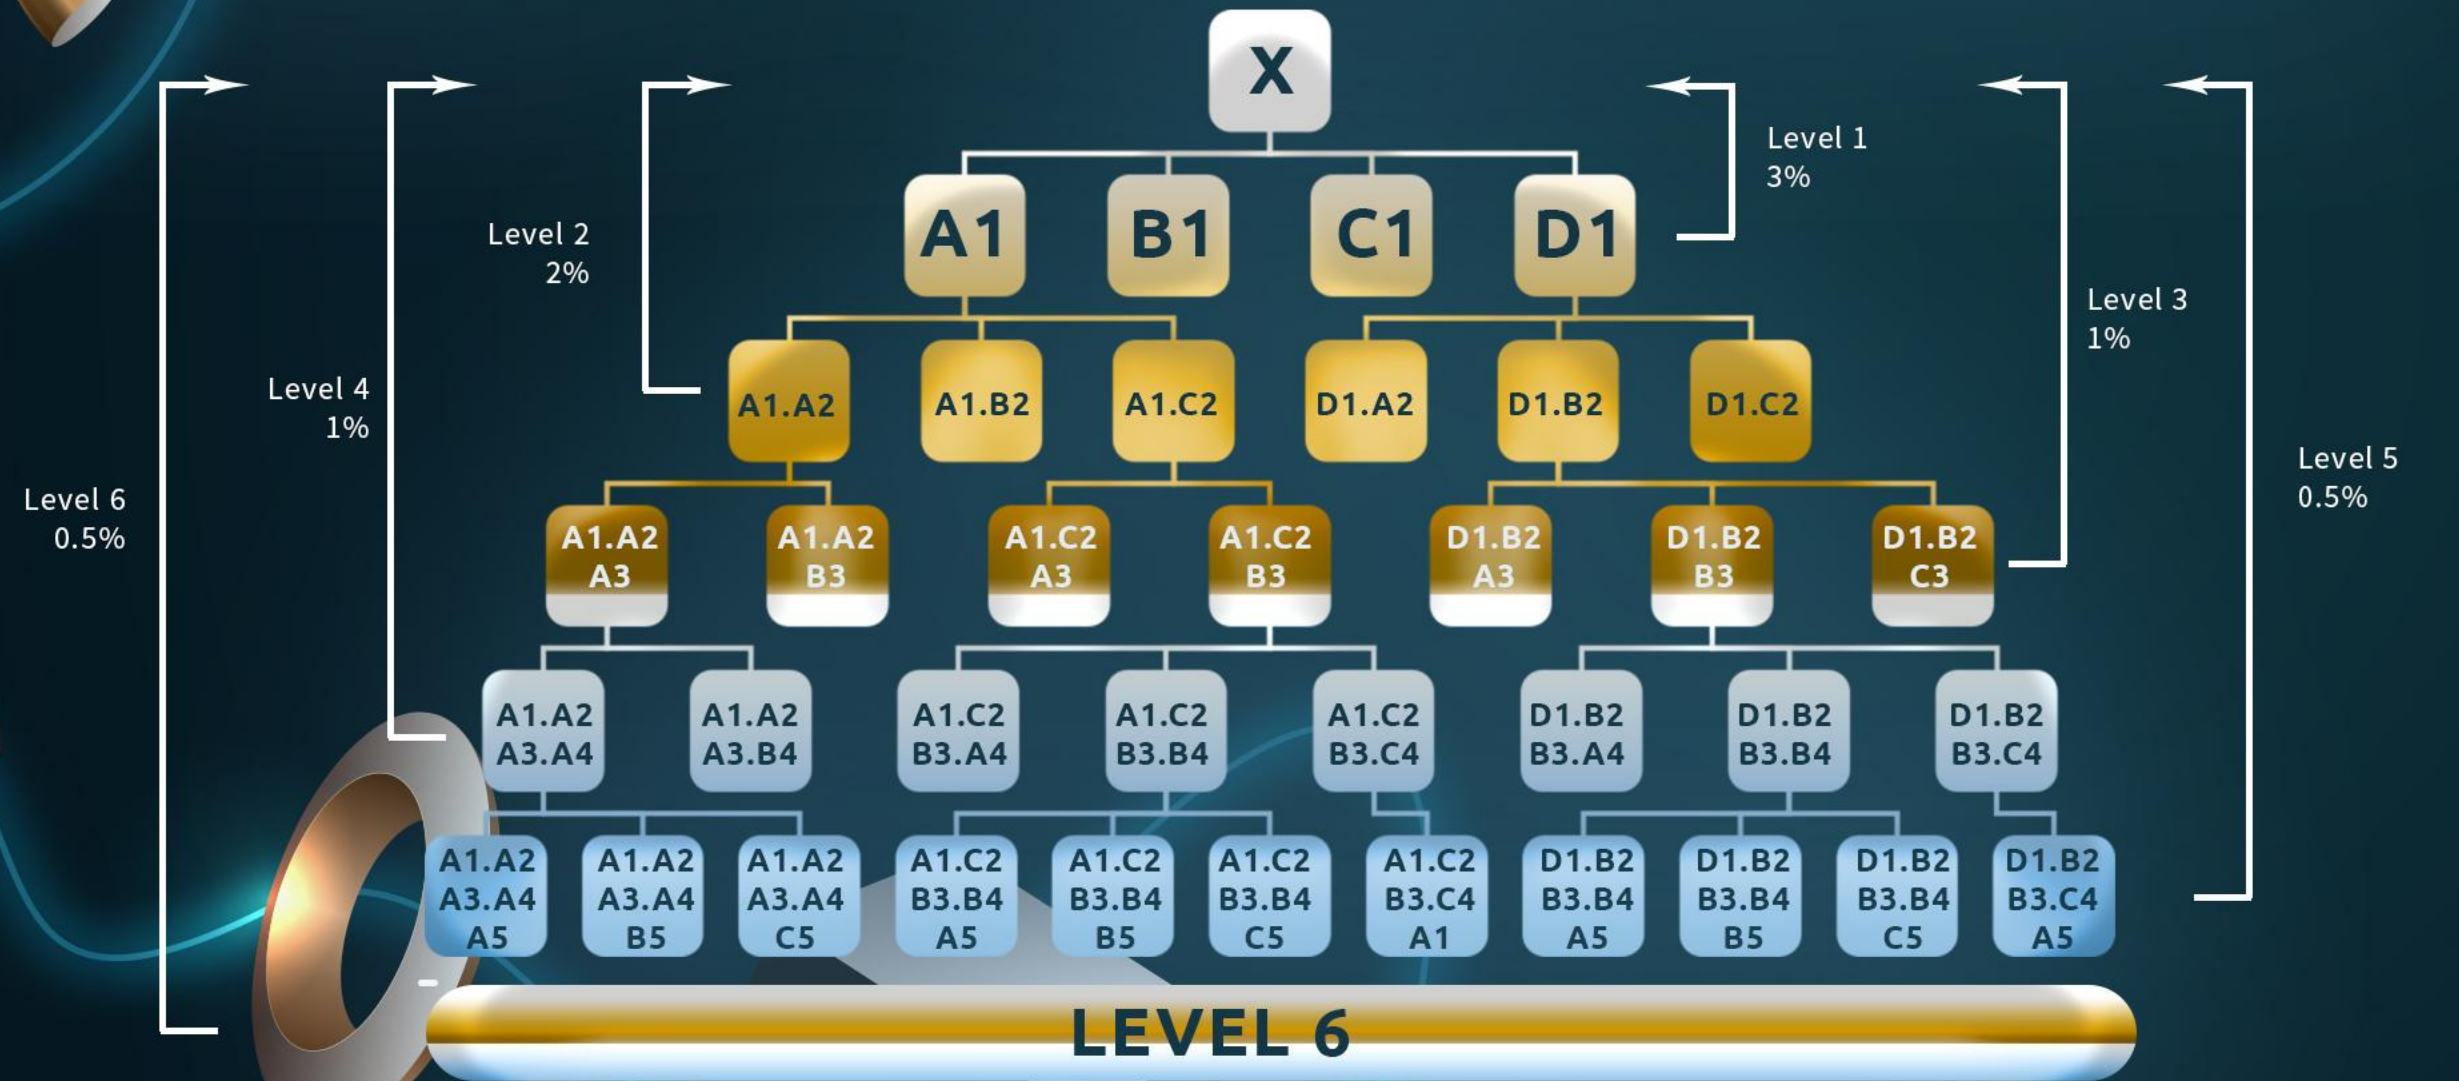 X
Level 1
3%
A1
B1
C1
D1
Level 2
2%
Level 3
1%
A1.A2
A1.B2
A1.C2
D1.A2
D1.B2
D1.C2
Level 4
1%
Level 5
0.5%
Level 6
0.5%
A1.A2
A3
A1.A2
B3
A1.C2
A3
A1.C2
B3
D1.B2
A3
D1.B2
B3
D1.B2
C3
A1.A2
A3.A4
A1.A2
A3.B4
A1.C2
B3.A4
A1.C2
B3.B4
A1.C2
B3.C4
D1.B2
B3.A4
D1.B2
B3.B4
D1.B2
B3.C4
A1.A2
A3.A4
A5
A1.A2
A3.A4
B5
A1.A2
A3.A4
C5
A1.C2
B3.B4
A5
A1.C2
B3.B4
B5
A1.C2
B3.B4
C5
A1.C2
B3.C4
A1
D1.B2
B3.B4
A5
D1.B2
B3.B4
B5
D1.B2
B3.B4
C5
D1.B2
B3.C4
A5
LEVEL 6